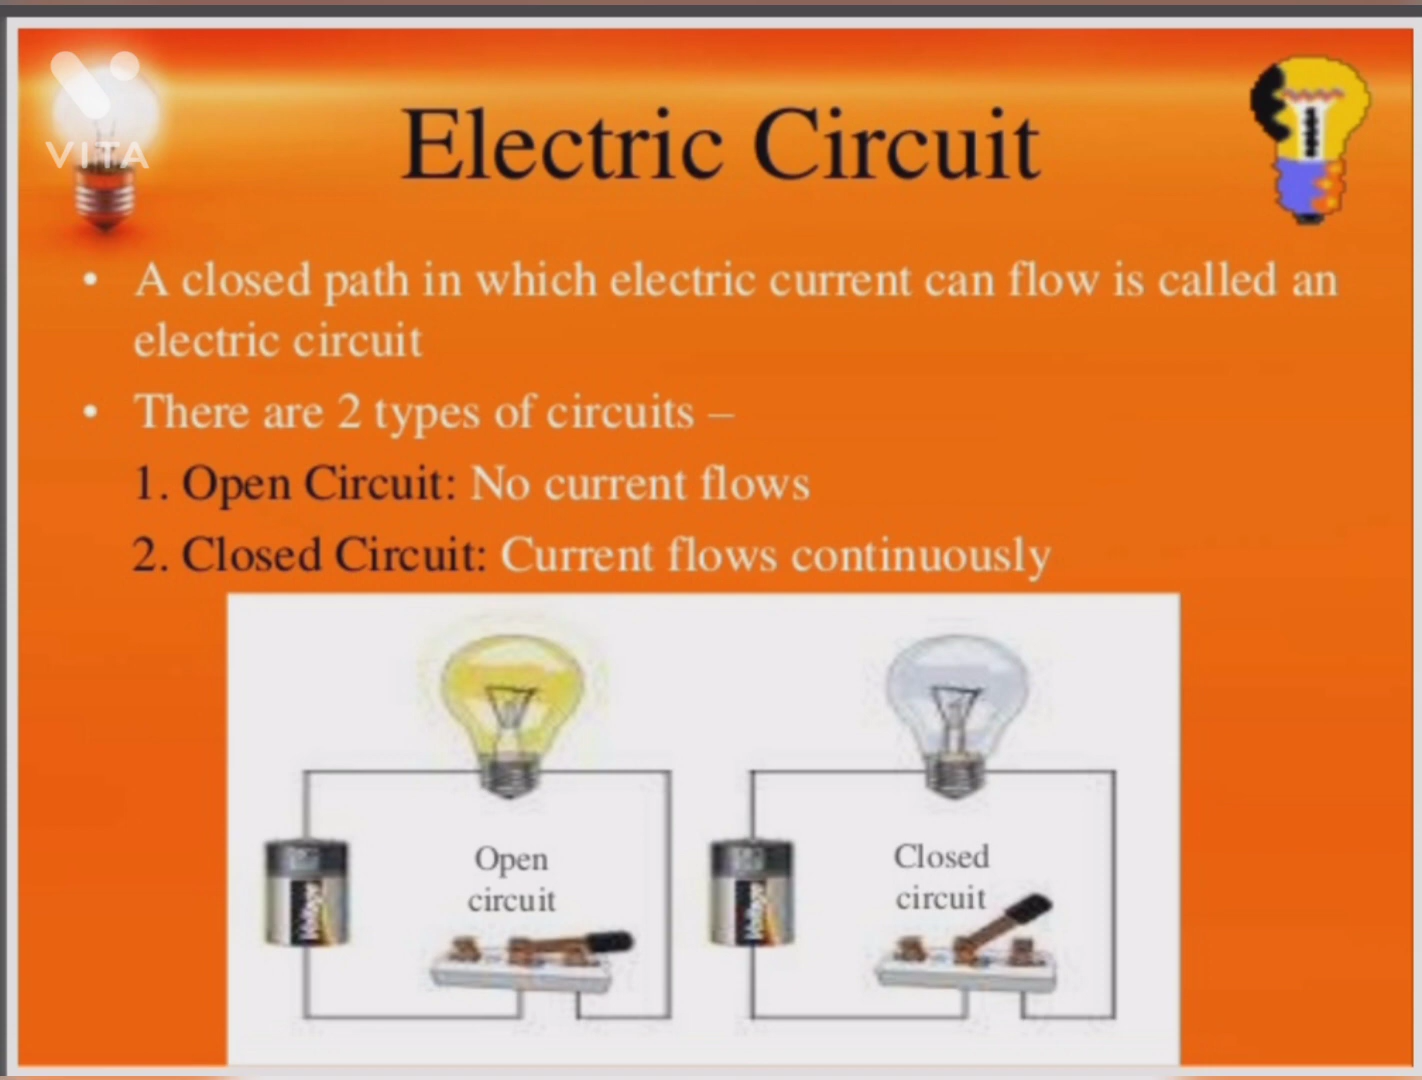 VITA
Electric Circuit
• A closed path in which electric current can flow is called an
electric circuit
• There are 2 types of circuits –
1. Open Circuit: No current flows
2. Closed Circuit: Current flows continuously
Open
circuit
Closed
circuit